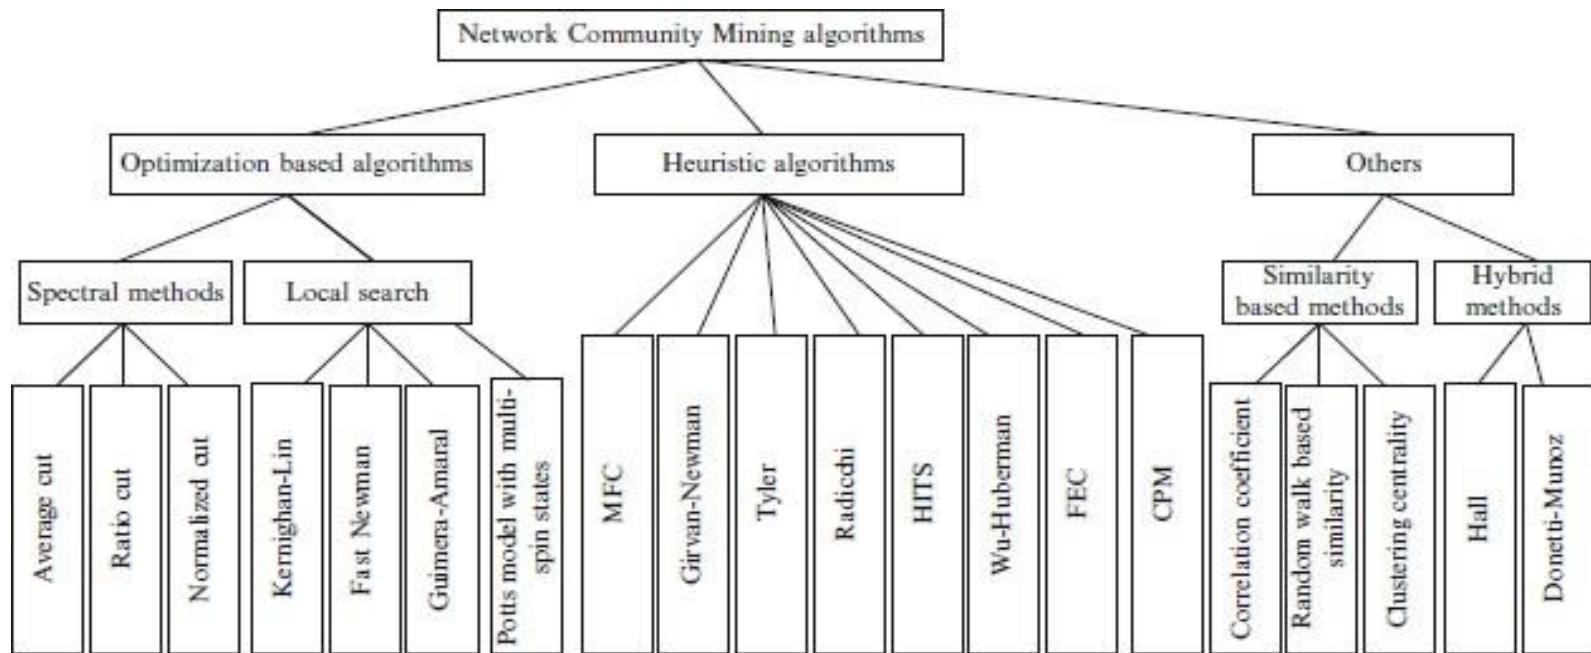 Network Community Mining algorithms
Optimization based algorithms
Heuristic algorithms
Others
Spectral methods
Local search
Similarity
based methods
Hybrid
methods
Average cut
Ratio cut
Normalized cut
Kernighan-Lin
Fast Newman
Guimera-Amaral
Potts model with multi-
spin states
MFC
Girvan-Newman
Tyler
Radicchi
HITS
Wu-Huberman
FEC
CPM
Correlation coefficient
Random walk based
similarity
Clustering centrality
Hall
Doneti-Munoz